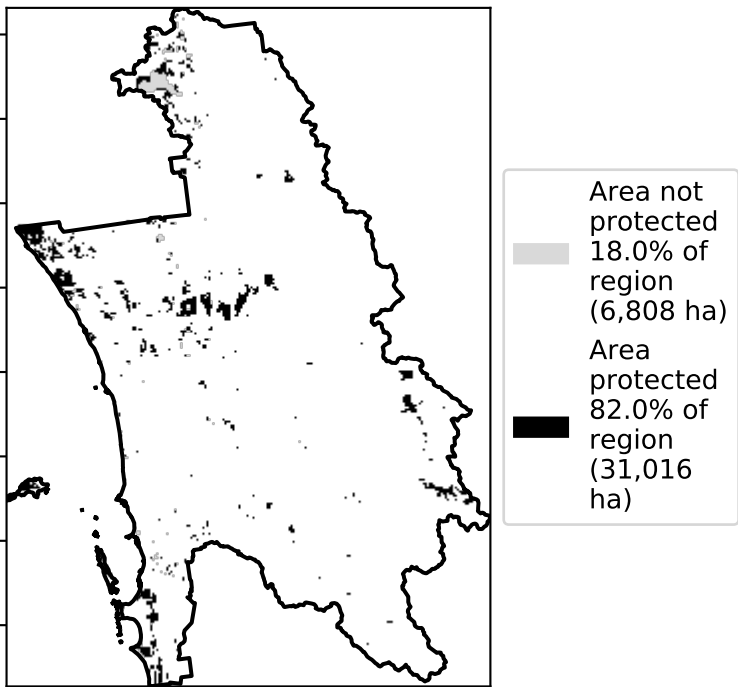 Area not
protected
18.0% of
region
(6,808 ha)
Area
protected
82.0% of
region
(31,016
ha)